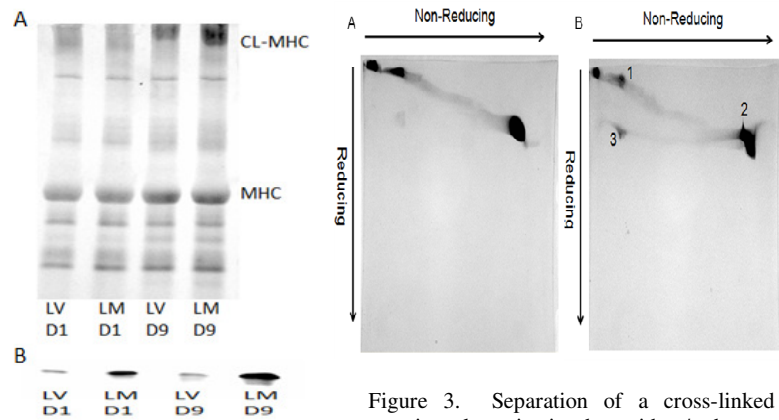 A
CL-MHC
MHC
LV LM LV LM
D1 D1 D9 D9
B
LV LM LV LM
D1 D1 D9 D9
A
Non-Reducing
Reducing
B
Non-Reducing
Reducing
1
2
3
Figure 3. Separation of a cross-linked